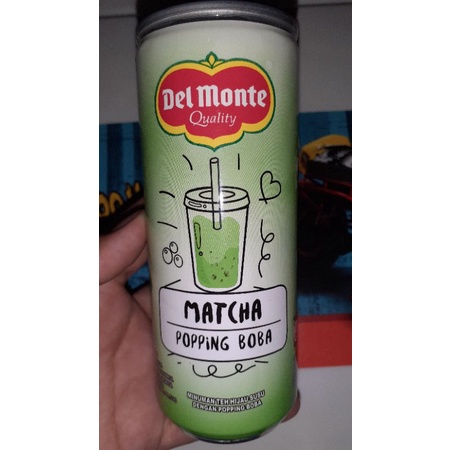 Del Monte
Quality
MATCHA
POPPING BOBA
MINUMAN TEH HIJAU SUSU
DENGAN POPPING BOBA